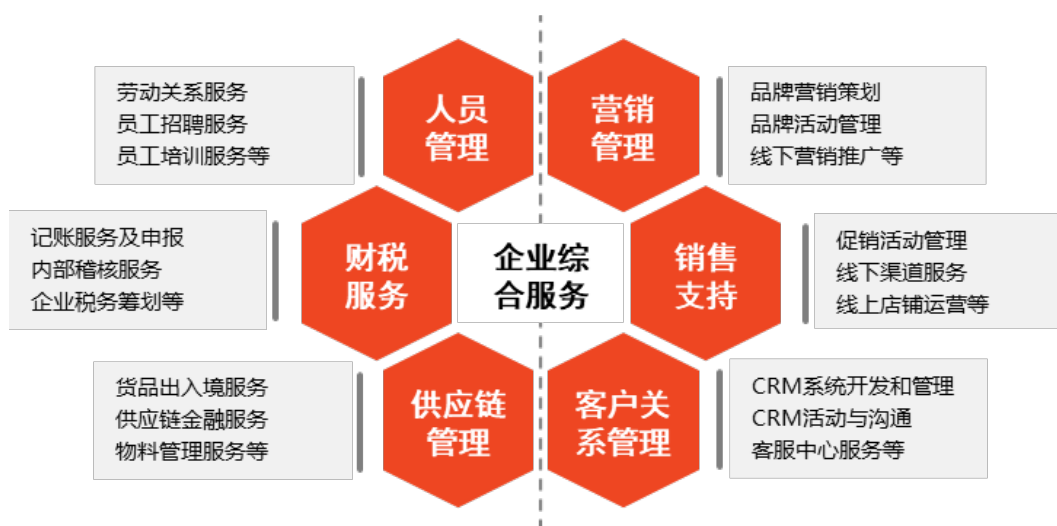 劳动关系服务
员工招聘服务
员工培训服务等
人员
管理
营销
管理
品牌营销策划
品牌活动管理
线下营销推广等
记账服务及申报
内部稽核服务
企业税务筹划等
财税
服务
企业综
合服务
销售
支持
促销活动管理
线下渠道服务
线上店铺运营等
货品出入境服务
供应链金融服务
物料管理服务等
供应链
管理
客户关
系管理
CRM系统开发和管理
CRM活动与沟通
客服中心服务等